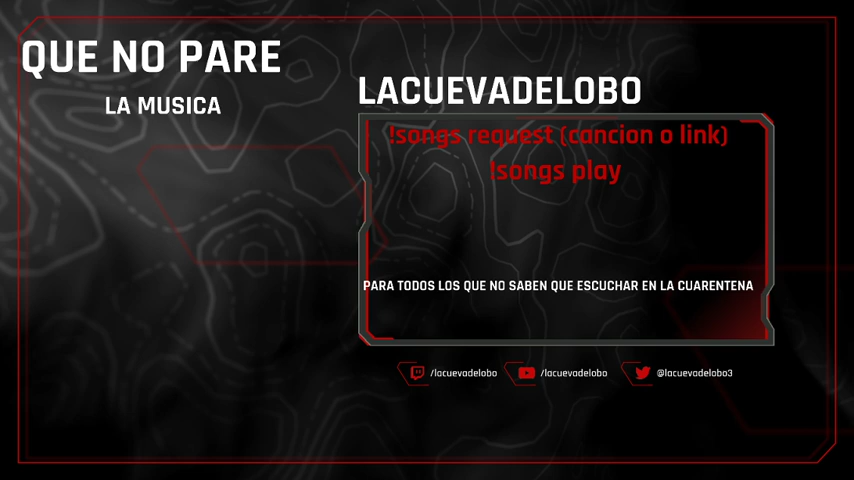 QUE NO PARE
LA MUSICA
LACUEVADELOBO
!songs request (cancion o link)
!songs play
PARA TODOS LOS QUE NO SABEN QUE ESCUCHAR EN LA CUARENTENA
/lacuevadelobo /lacuevadelobo @lacuevadelobo3